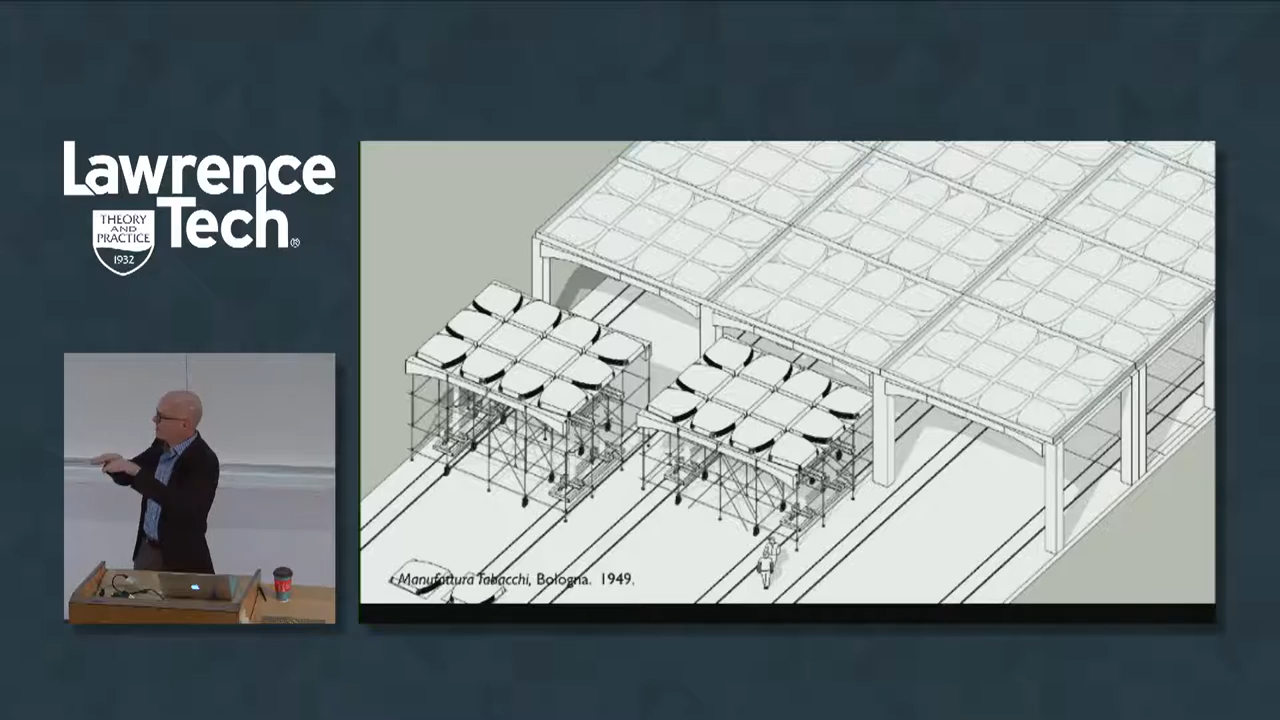 Lawrence
Tech®
THEORY
AND
PRACTICE
1932
Manufattura Tabacchi, Bologna. 1949.